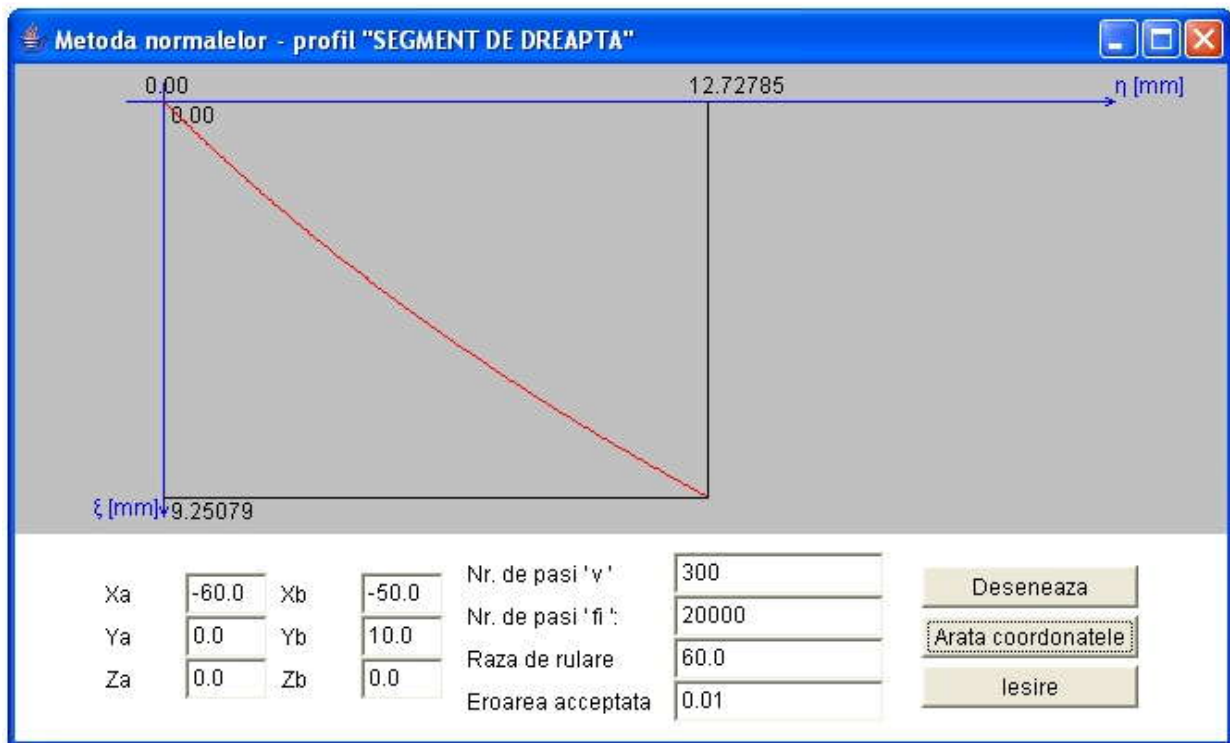 Metoda normalelor - profil "SEGMENT DE DREAPTA"
0.00 12.72785 η [mm]
0.00
ξ [mm] 9.25079
Xa -60.0 Xb -50.0
Ya 0.0 Yb 10.0
Za 0.0 Zb 0.0
Nr. de pasi 'v' 300
Nr. de pasi 'fi': 20000
Raza de rulare 60.0
Eroarea acceptata 0.01
Deseneaza
Arata coordonatele
Iesire